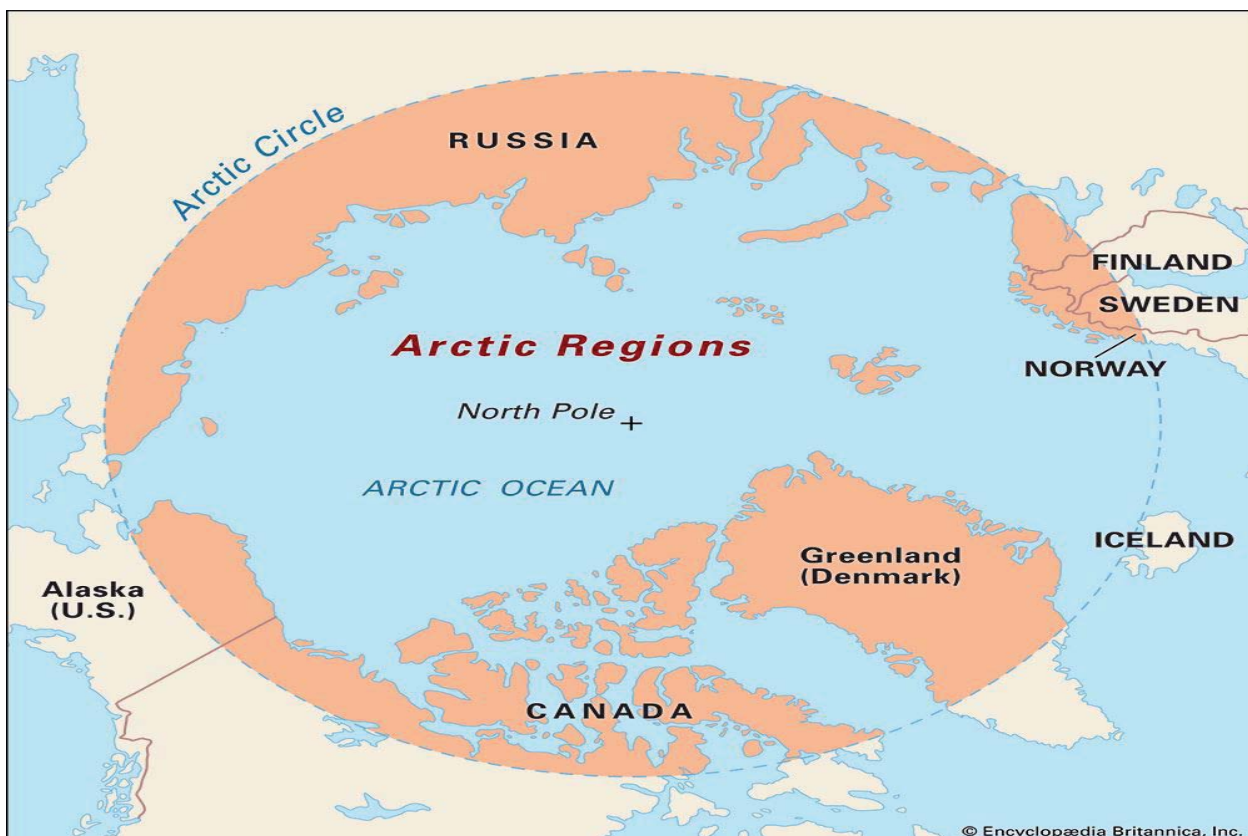 Arctic Circle
RUSSIA
FINLAND
SWEDEN
Arctic Regions
NORWAY
North Pole
ARCTIC OCEAN
ICELAND
Greenland
(Denmark)
Alaska
(U.S.)
CANADA
© Encyclopædia Britannica, Inc.